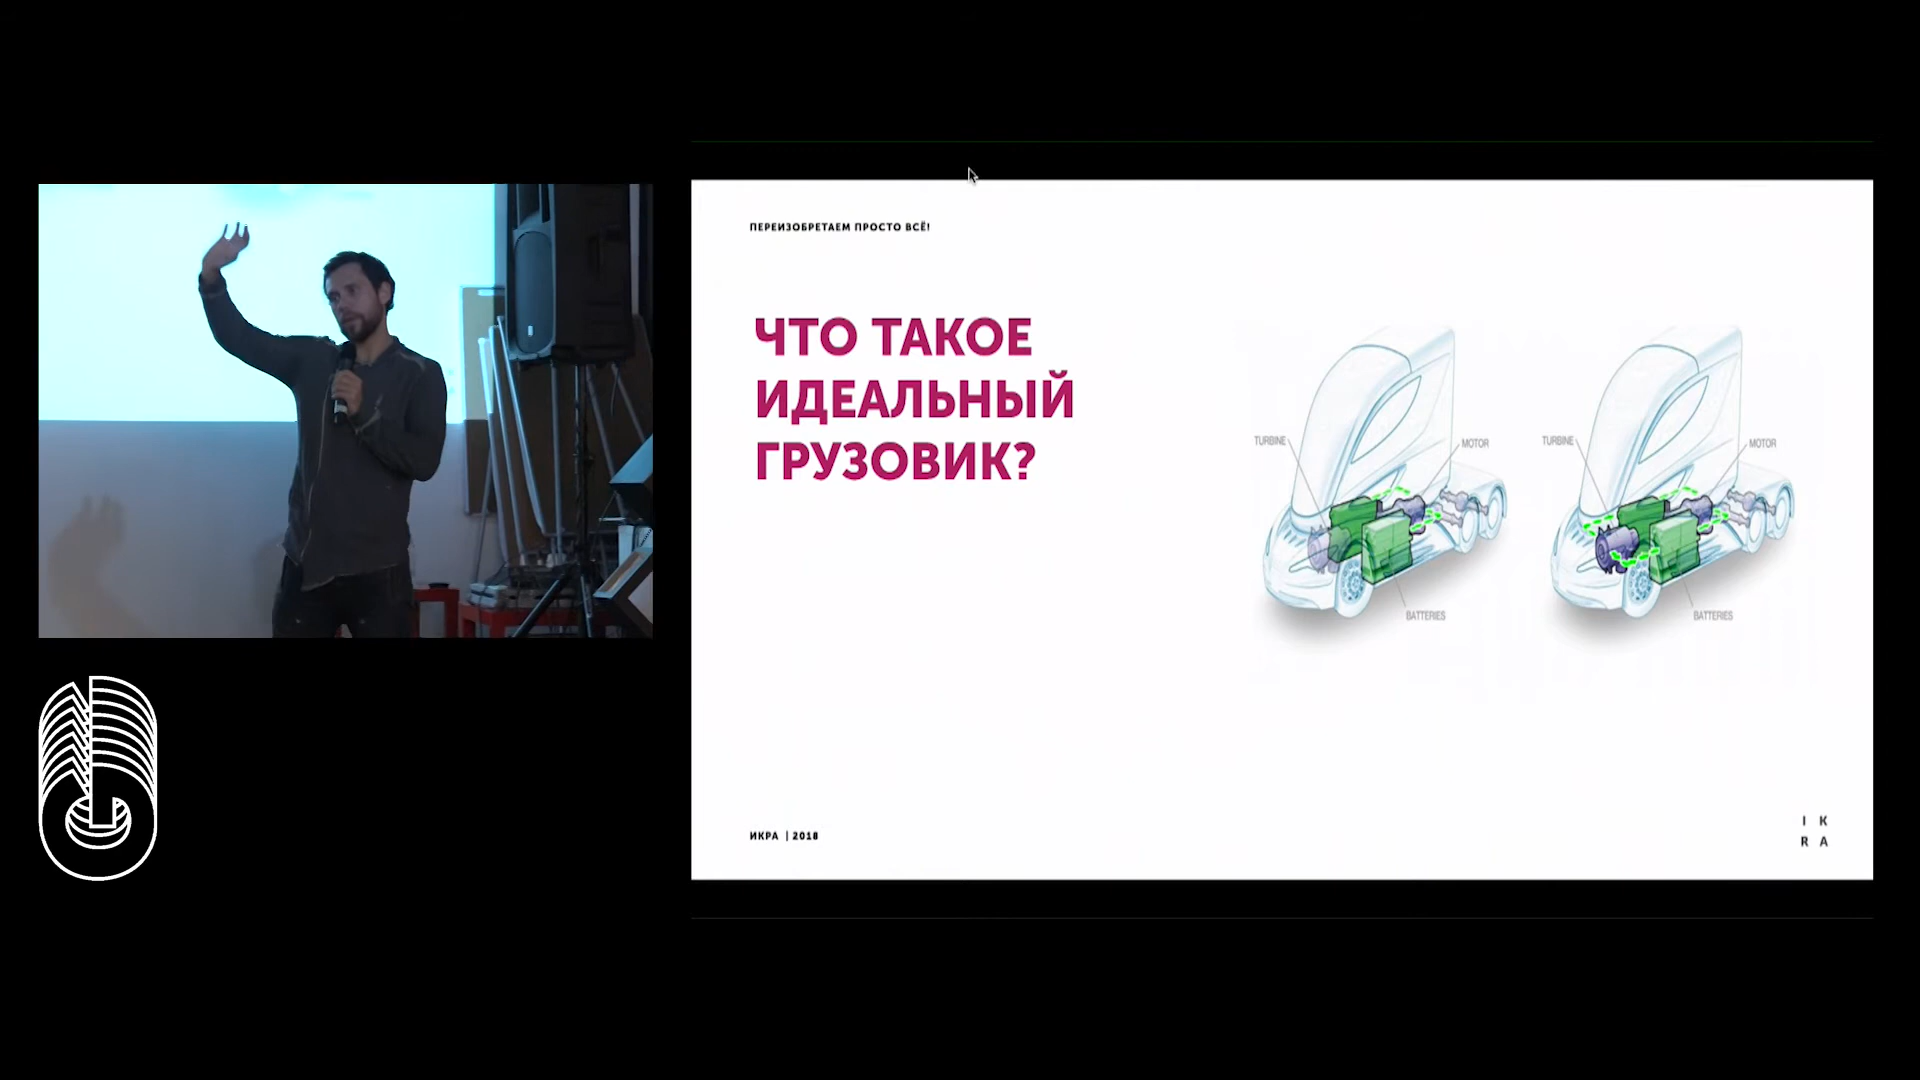 ПЕРЕИЗОБРЕТАЕМ ПРОСТО ВСЁ!
ЧТО ТАКОЕ
ИДЕАЛЬНЫЙ
ГРУЗОВИК?
TURBINE
MOTOR
BATTERIES
TURBINE
MOTOR
BATTERIES
ИКРА | 2018
I K
R A